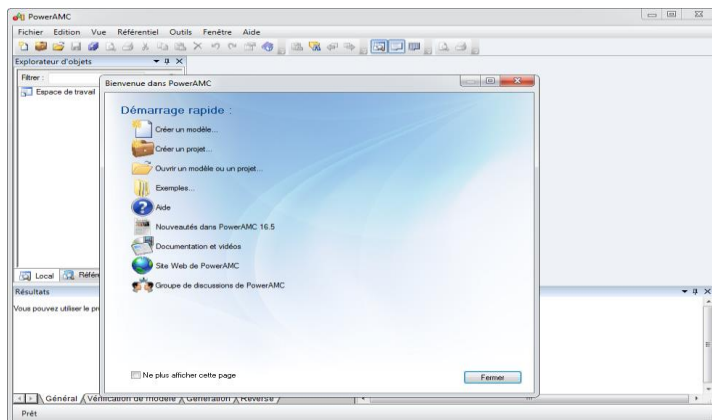 PowerAMC
Fichier Edition Vue Référentiel Outils Fenêtre Aide
Explorateur d'objets
Filtrer :
Espace de travail
Bienvenue dans PowerAMC
Démarrage rapide :
Créer un modèle...
Créer un projet...
Ouvrir un modèle ou un projet...
Exemples...
Aide
Nouveautés dans PowerAMC 16.5
Documentation et vidéos
Site Web de PowerAMC
Groupe de discussions de PowerAMC
Local Référen
Résultats
Vous pouvez utiliser le pr
Ne plus afficher cette page
Fermer
Général Vérification de modèle Génération Reverse
Prêt